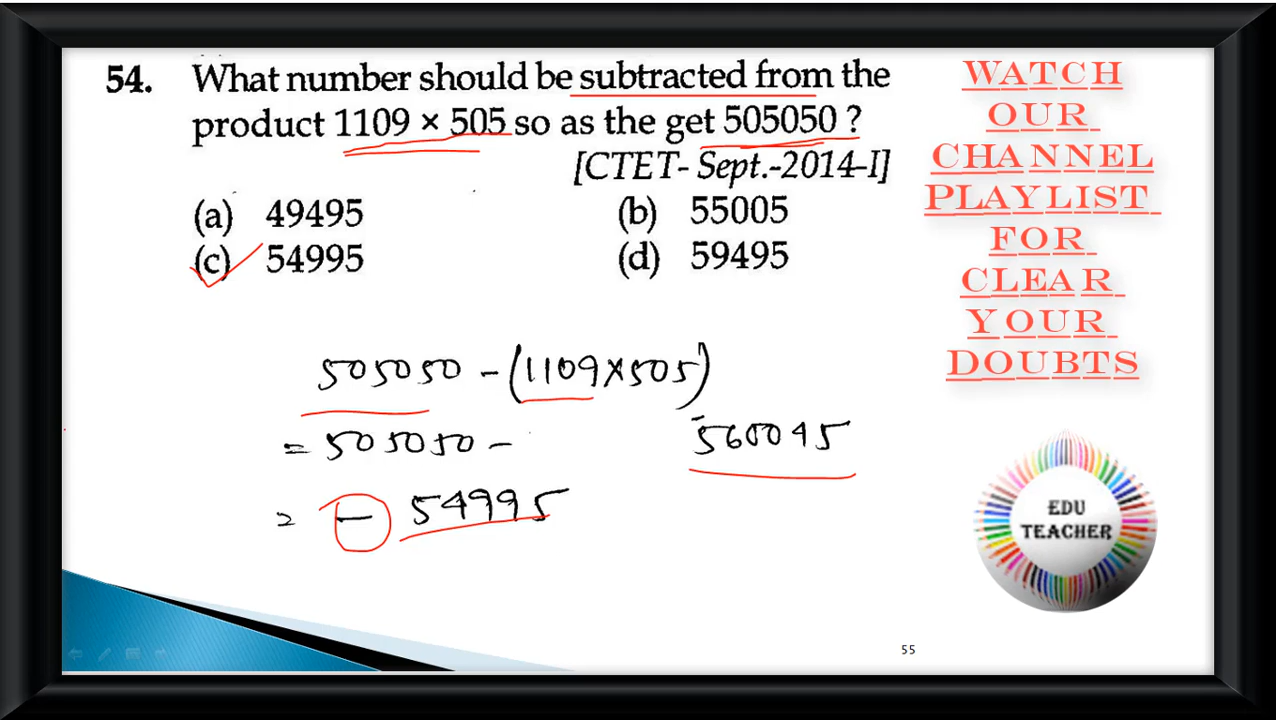 54. What number should be subtracted from the
product 1109 × 505 so as the get 505050 ?
[CTET- Sept.-2014-I]
(a) 49495 (b) 55005
(c) 54995 (d) 59495
505050 - (1109×505)
= 505050 - 560095
= - 54995
WATCH
OUR
CHANNEL
PLAYLIST
FOR
CLEAR
YOUR
DOUBTS
EDU
TEACHER
55